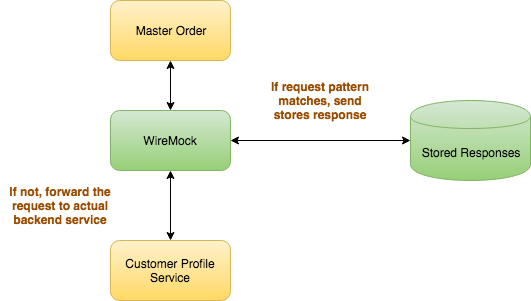 Master Order
If request pattern
matches, send
stores response
WireMock
Stored Responses
If not, forward the
request to actual
backend service
Customer Profile
Service